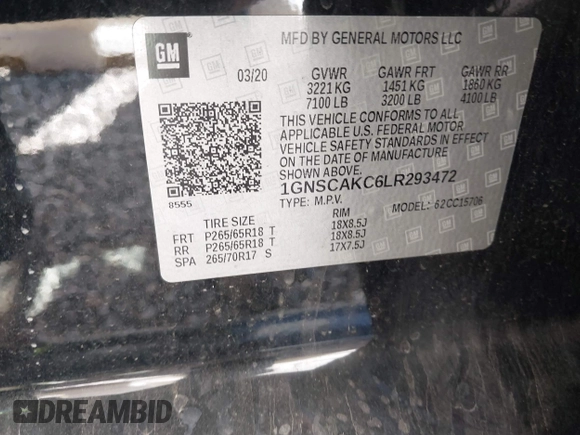 GM
MFD BY GENERAL MOTORS LLC
03/20 GVWR GAWR FRT GAWR RR
3221 KG 1451 KG 1860 KG
7100 LB 3200 LB 4100 LB
THIS VEHICLE CONFORMS TO ALL
APPLICABLE U.S. FEDERAL MOTOR
VEHICLE SAFETY STANDARDS IN EFFECT
ON THE DATE OF MANUFACTURE
SHOWN ABOVE.
1GNSCAKC6LR293472
TYPE: M.P.V. MODEL: 62CC15706
8555
TIRE SIZE RIM
FRT P265/65R18 T 18X8.5J
RR P265/65R18 T 18X8.5J
SPA 265/70R17 S 17X7.5J
DREAMBID